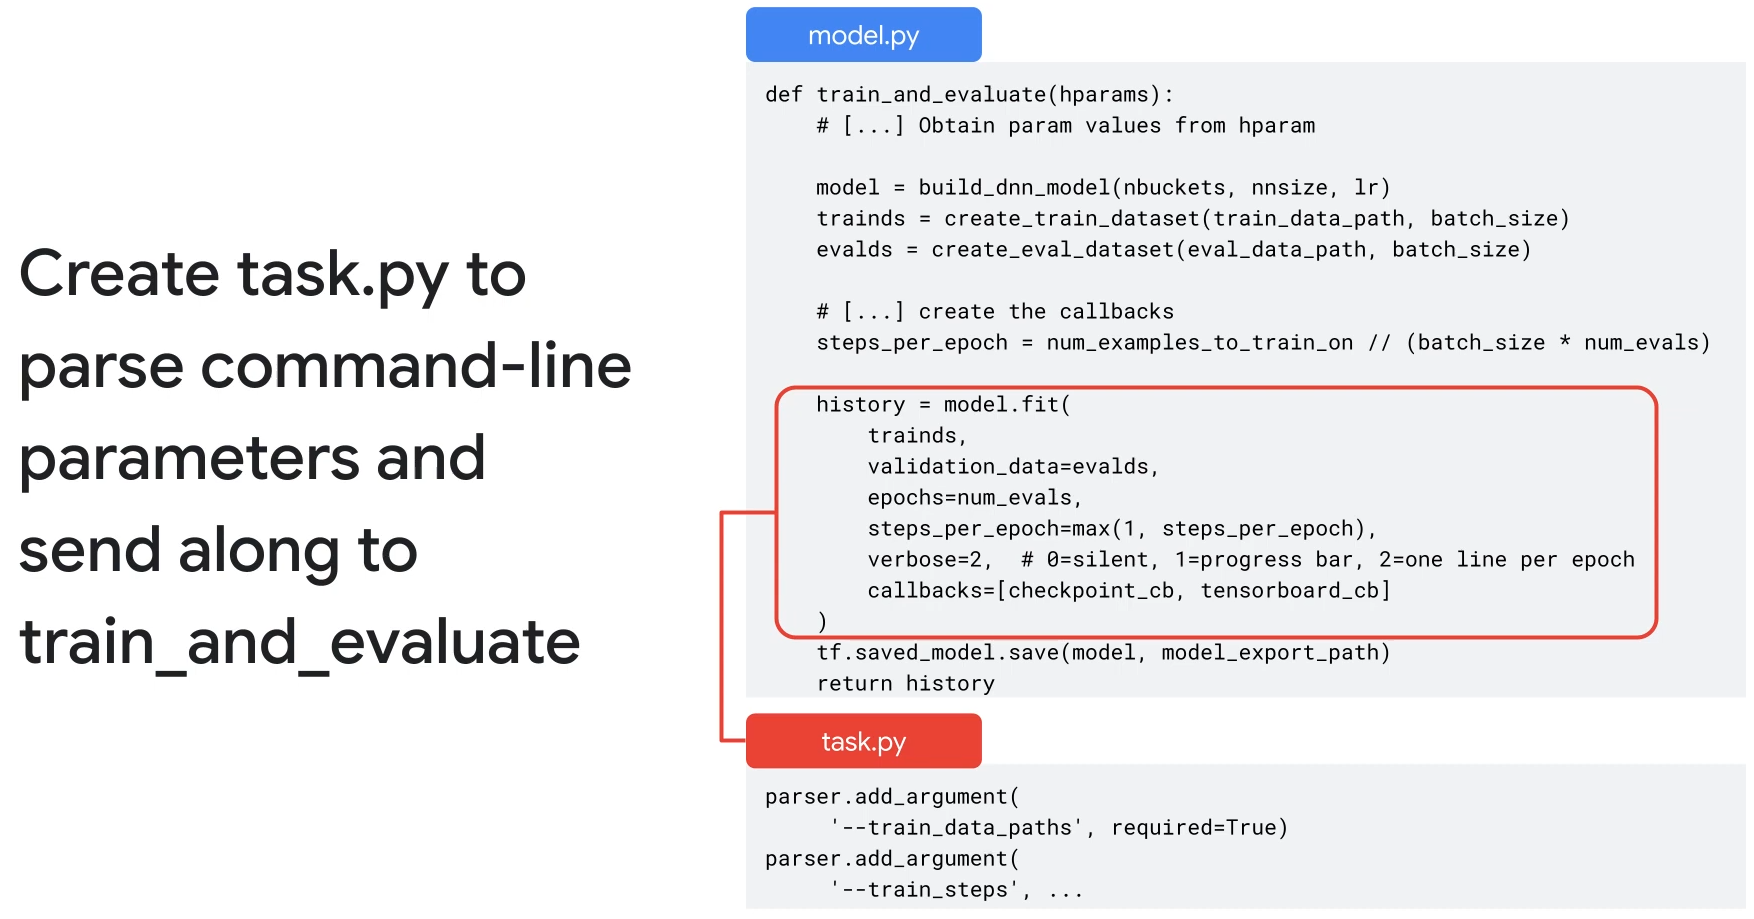 Create task.py to
parse command-line
parameters and
send along to
train_and_evaluate
model.py
def train_and_evaluate(hparams):
    # [...] Obtain param values from hparam
    model = build_dnn_model(nbuckets, nnsize, lr)
    trainds = create_train_dataset(train_data_path, batch_size)
    evalds = create_eval_dataset(eval_data_path, batch_size)
    # [...] create the callbacks
    steps_per_epoch = num_examples_to_train_on // (batch_size * num_evals)
    history = model.fit(
        trainds,
        validation_data=evalds,
        epochs=num_evals,
        steps_per_epoch=max(1, steps_per_epoch),
        verbose=2,  # 0=silent, 1=progress bar, 2=one line per epoch
        callbacks=[checkpoint_cb, tensorboard_cb]
    )
    tf.saved_model.save(model, model_export_path)
    return history
task.py
parser.add_argument(
     '--train_data_paths', required=True)
parser.add_argument(
     '--train_steps', ...